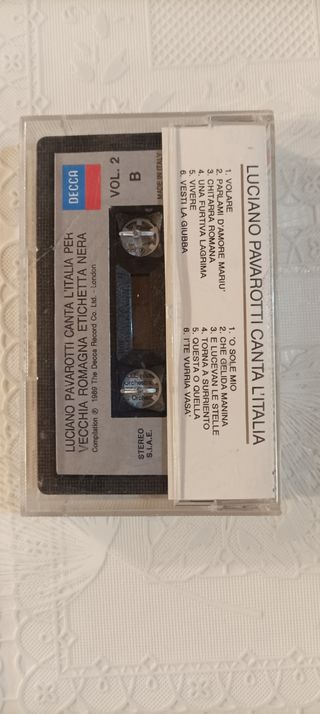 LUCIANO PAVAROTTI CANTA L'ITALIA
1. VOLARE
2. PARLAMI D'AMORE MARIU'
3. CHITARRA ROMANA
4. UNA FURTIVA LAGRIMA
5. VIVERE
6. VESTI LA GIUBBA
1. 'O SOLE MIO
2. CHE GELIDA MANINA
3. E LUCEVAN LE STELLE
4. TORNA A SURRIENTO
5. QUESTA O QUELLA
6. I'TE VURRIA VASA'
DECCA
VOL. 2
B
MADE IN ITALY
STEREO
S.I.A.E.
LUCIANO PAVAROTTI CANTA L'ITALIA PER
VECCHIA ROMAGNA ETICHETTA NERA
Compilation ℗ 1989 The Decca Record Co. Ltd. - London